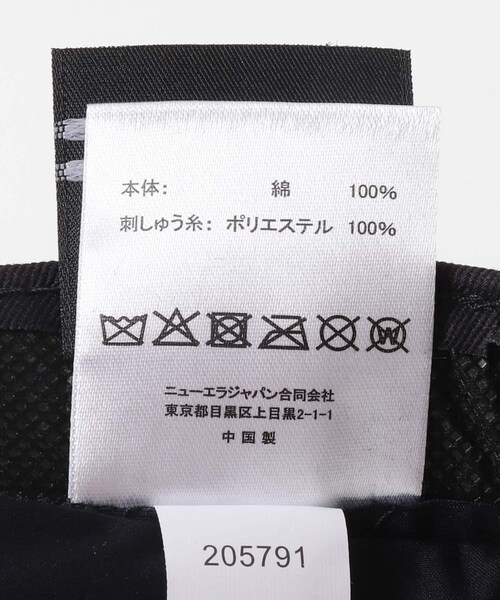 本体: 綿 100%
刺しゅう糸: ポリエステル 100%
W
ニューエラジャパン合同会社
東京都目黒区上目黒2-1-1
中国製
205791